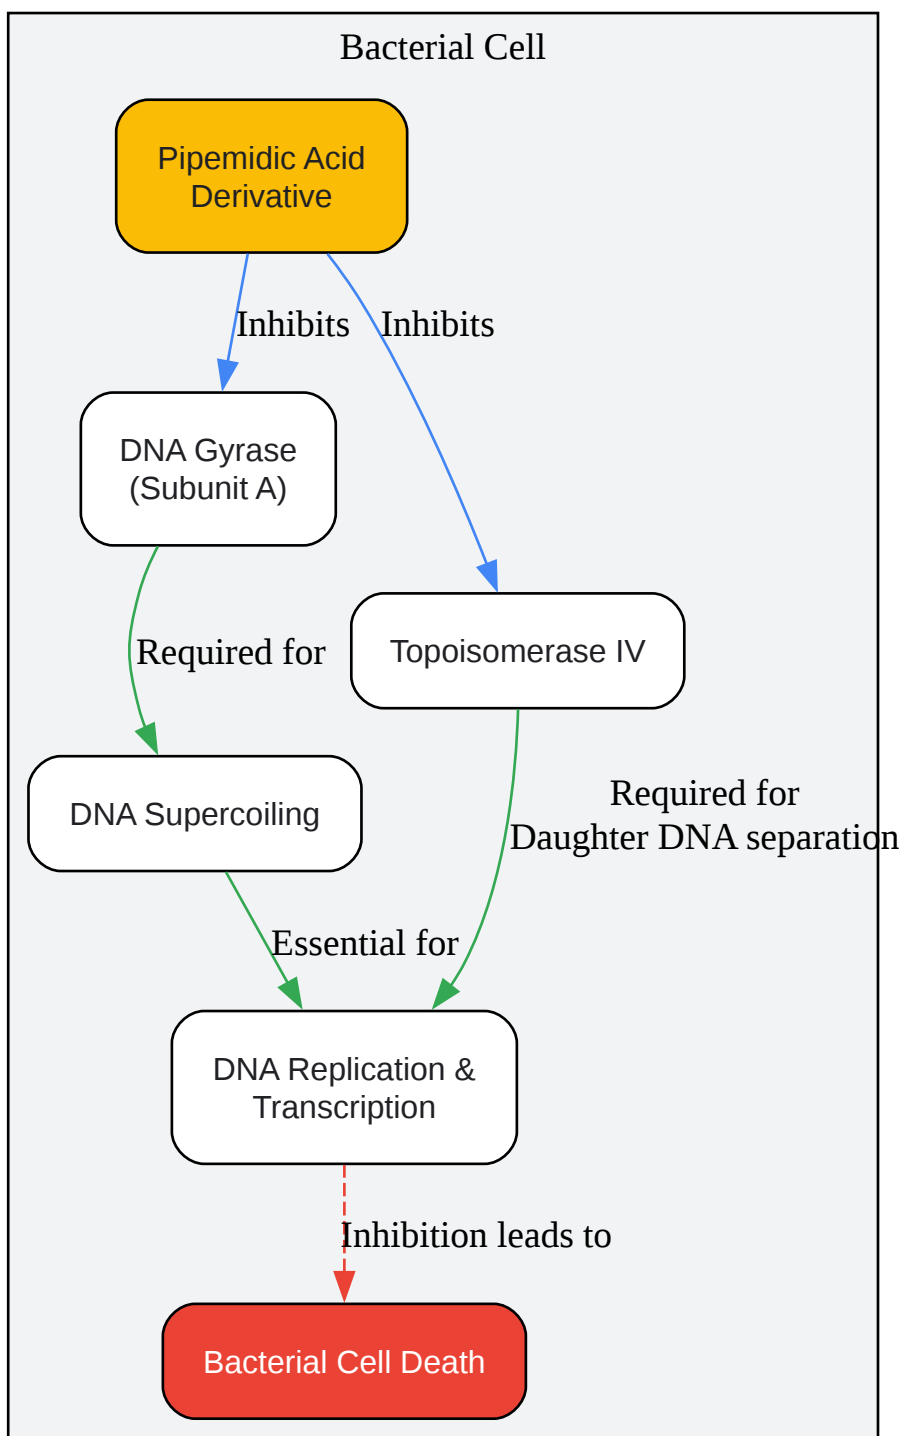 Bacterial Cell
Pipemidic Acid
Derivative
Inhibits
Inhibits
DNA Gyrase
(Subunit A)
Required for
Topoisomerase IV
DNA Supercoiling
Required for
Daughter DNA separation
Essential for
DNA Replication &
Transcription
Inhibition leads to
Bacterial Cell Death